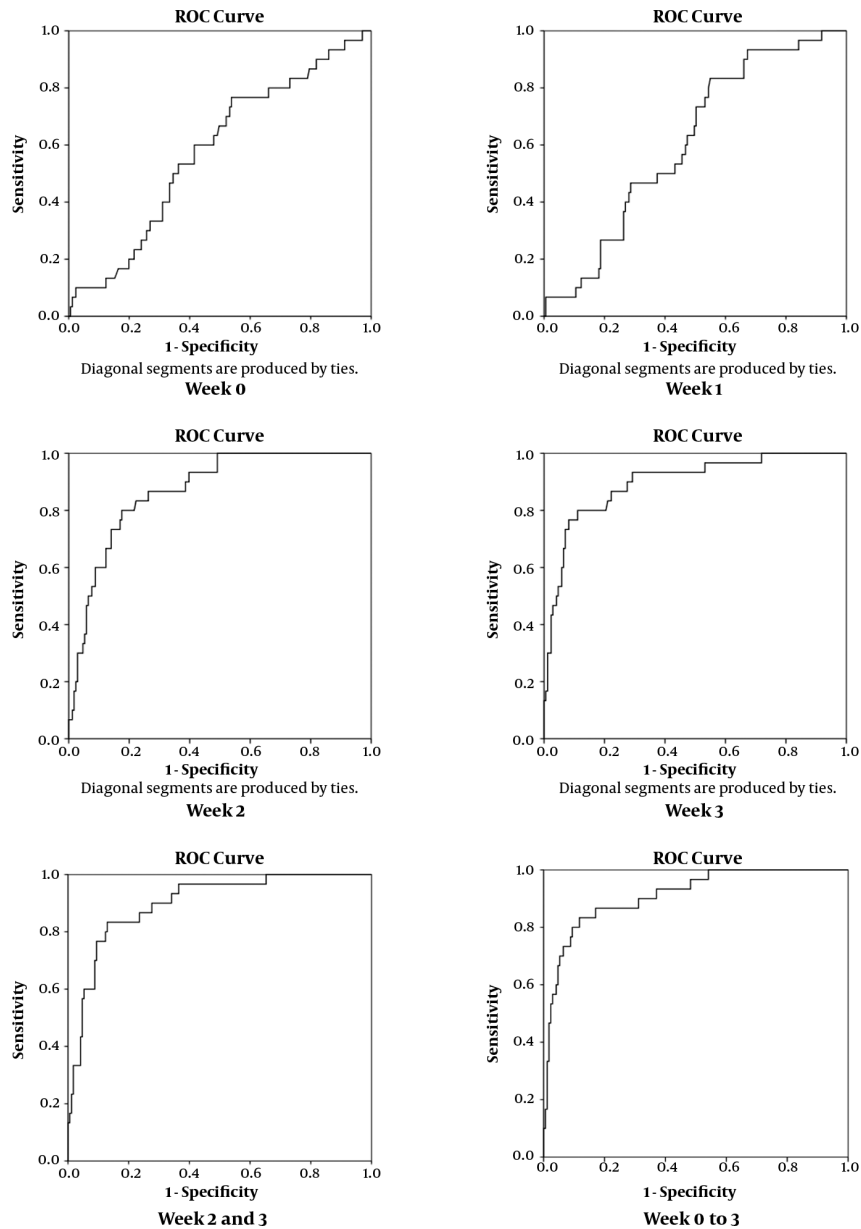 ROC Curve
1.0
0.8
0.6
0.4
0.2
0.0
Sensitivity
0.0 0.2 0.4 0.6 0.8 1.0
1- Specificity
Diagonal segments are produced by ties.
Week 0
ROC Curve
1.0
0.8
0.6
0.4
0.2
0.0
Sensitivity
0.0 0.2 0.4 0.6 0.8 1.0
1- Specificity
Diagonal segments are produced by ties.
Week 1
ROC Curve
1.0
0.8
0.6
0.4
0.2
0.0
Sensitivity
0.0 0.2 0.4 0.6 0.8 1.0
1- Specificity
Diagonal segments are produced by ties.
Week 2
ROC Curve
1.0
0.8
0.6
0.4
0.2
0.0
Sensitivity
0.0 0.2 0.4 0.6 0.8 1.0
1- Specificity
Diagonal segments are produced by ties.
Week 3
ROC Curve
1.0
0.8
0.6
0.4
0.2
0.0
Sensitivity
0.0 0.2 0.4 0.6 0.8 1.0
1- Specificity
Week 2 and 3
ROC Curve
1.0
0.8
0.6
0.4
0.2
0.0
Sensitivity
0.0 0.2 0.4 0.6 0.8 1.0
1- Specificity
Week 0 to 3